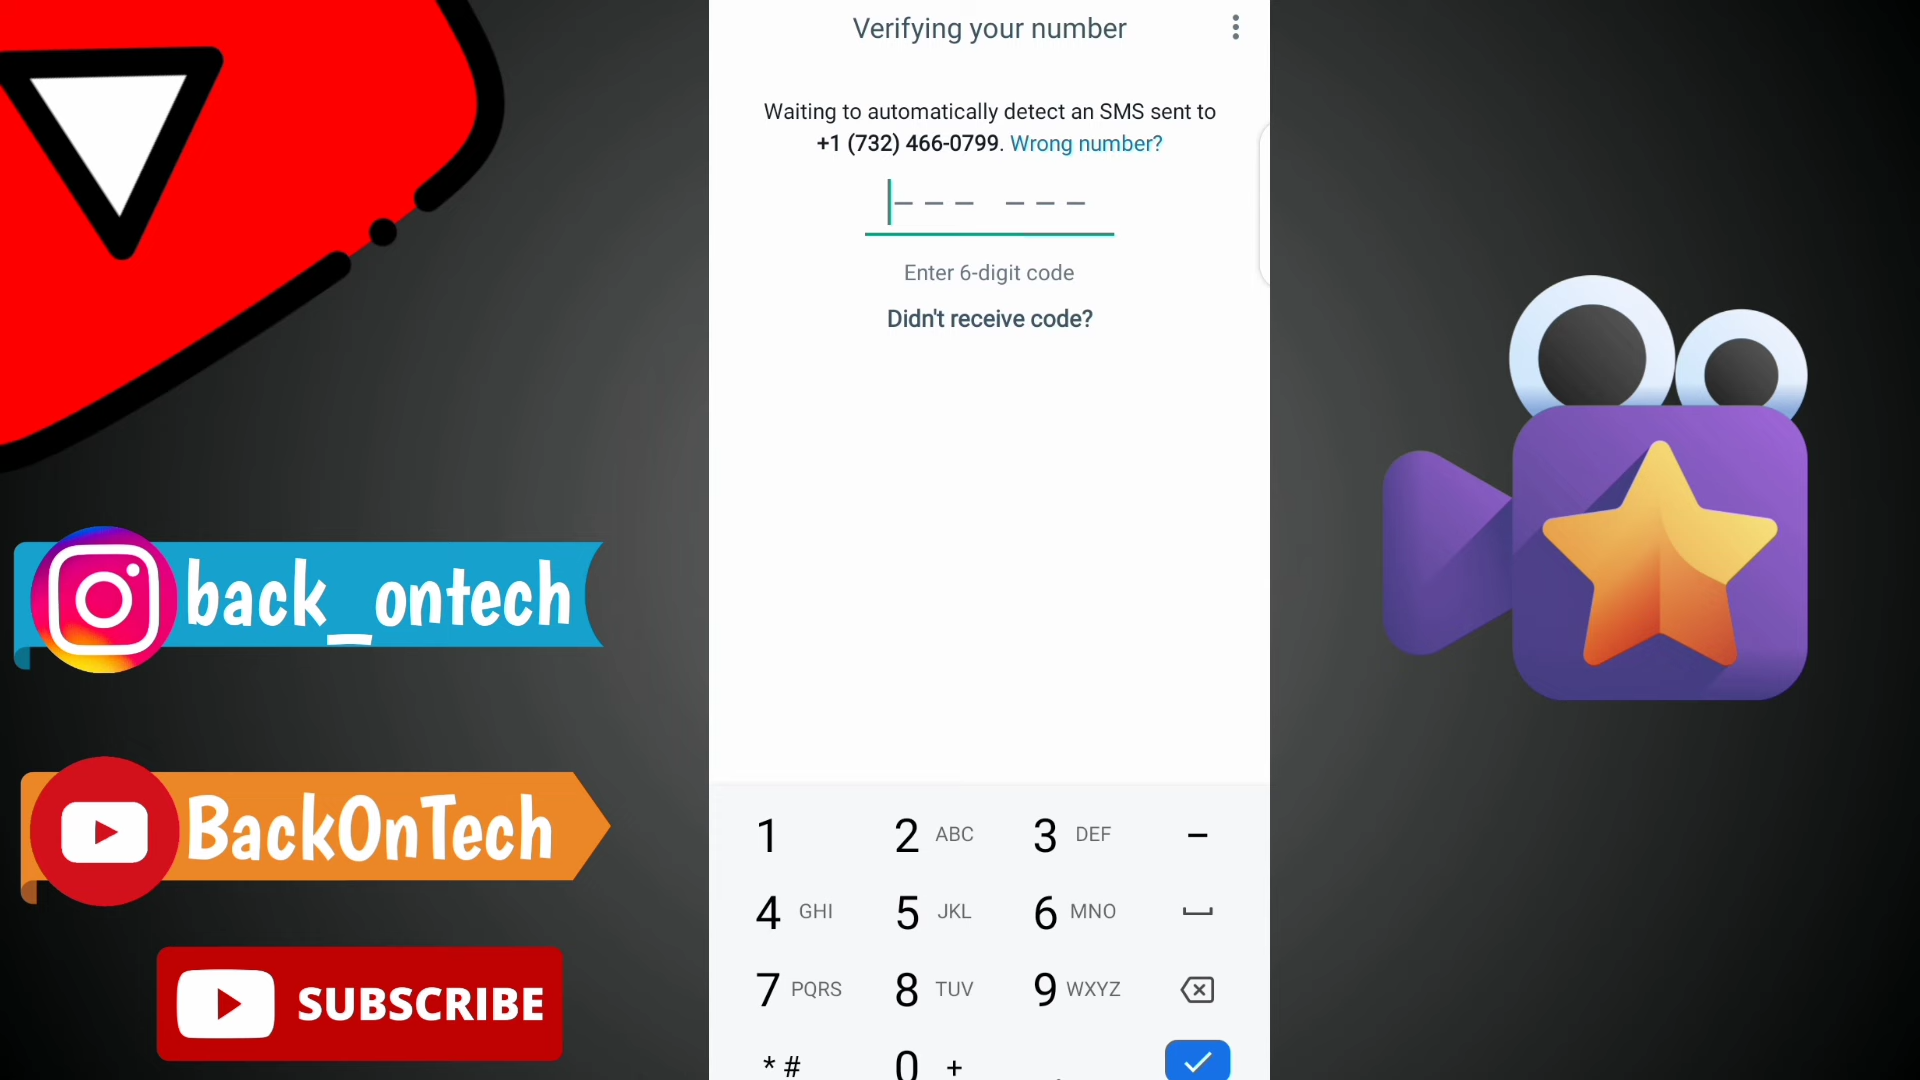 Verifying your number
Waiting to automatically detect an SMS sent to
+1 (732) 466-0799. Wrong number?
– – –  – – –
Enter 6-digit code
Didn't receive code?
back_ontech
BackOnTech
SUBSCRIBE
1 2 ABC 3 DEF –
4 GHI 5 JKL 6 MNO
7 PQRS 8 TUV 9 WXYZ
* # 0 + .